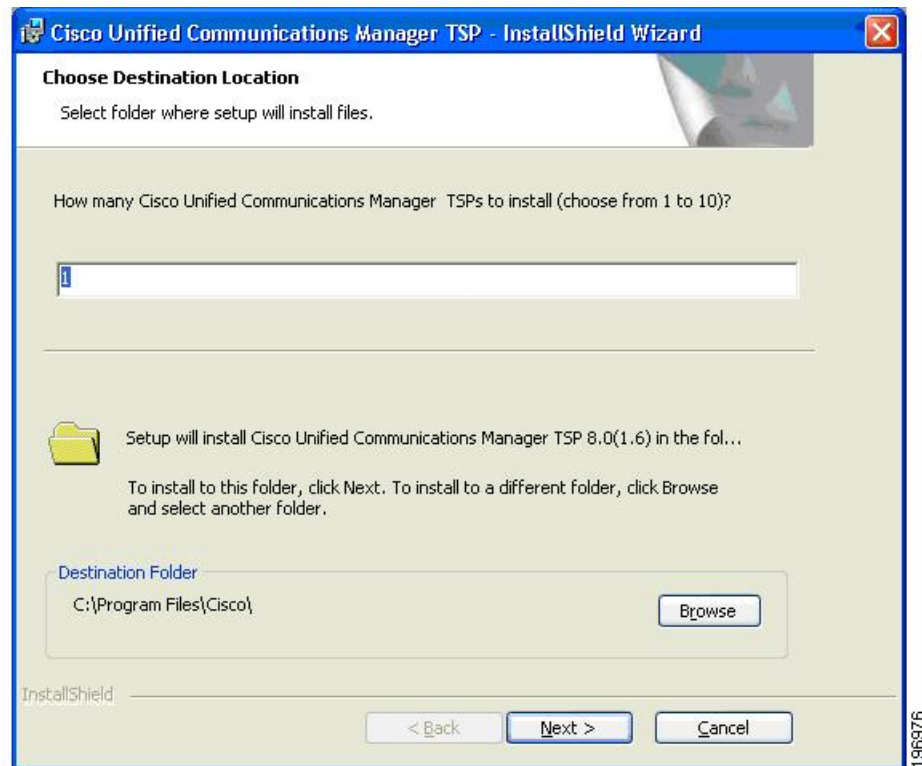 Cisco Unified Communications Manager TSP - InstallShield Wizard
Choose Destination Location
Select folder where setup will install files.
How many Cisco Unified Communications Manager TSPs to install (choose from 1 to 10)?
1
Setup will install Cisco Unified Communications Manager TSP 8.0(1.6) in the fol...
To install to this folder, click Next. To install to a different folder, click Browse
and select another folder.
Destination Folder
C:\Program Files\Cisco\
Browse
InstallShield
< Back
Next >
Cancel
196976